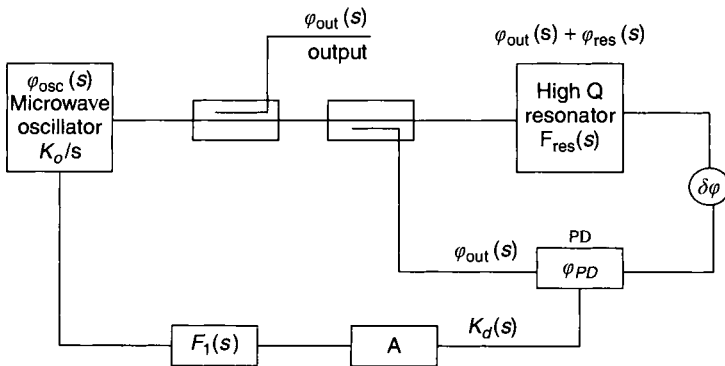 φout(s)
output
φout(s) + φres(s)
φosc(s)
Microwave
oscillator
Ko/s
High Q
resonator
Fres(s)
δφ
φout(s)
PD
φPD
F1(s)
A
Kd(s)